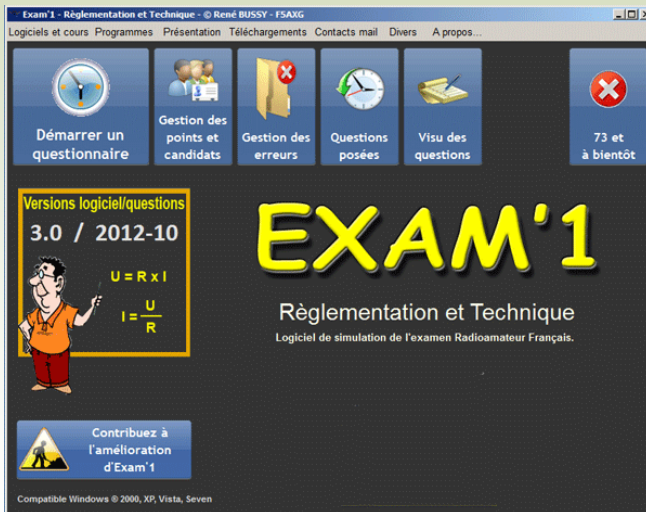 Exam'1 - Règlementation et Technique - © René BUSSY - F5AXG
Logiciels et cours Programmes Présentation Téléchargements Contacts mail Divers A propos...
Démarrer un
questionnaire
Gestion des
points et
candidats
Gestion des
erreurs
Questions
posées
Visu des
questions
73 et
à bientôt
Versions logiciel/questions
3.0 / 2012-10
U = R x I
I = U
R
EXAM'1
Règlementation et Technique
Logiciel de simulation de l'examen Radioamateur Français.
Contribuez à
l'amélioration
d'Exam'1
Compatible Windows ® 2000, XP, Vista, Seven